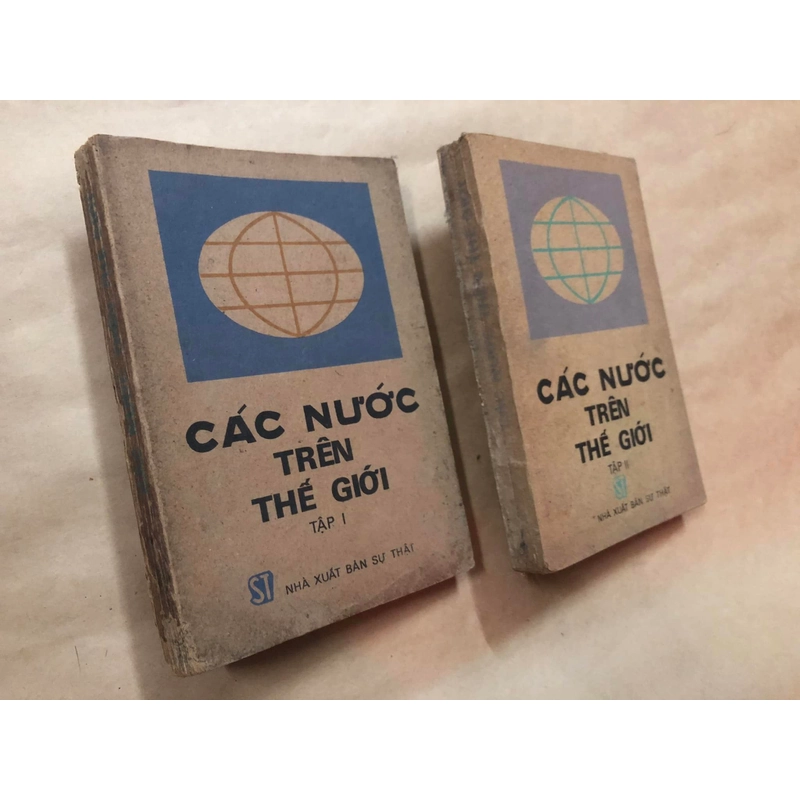 CÁC NƯỚC
TRÊN
THẾ GIỚI
TẬP I
ST NHÀ XUẤT BẢN SỰ THẬT
CÁC NƯỚC
TRÊN
THẾ GIỚI
TẬP II
ST
NHÀ XUẤT BẢN SỰ THẬT